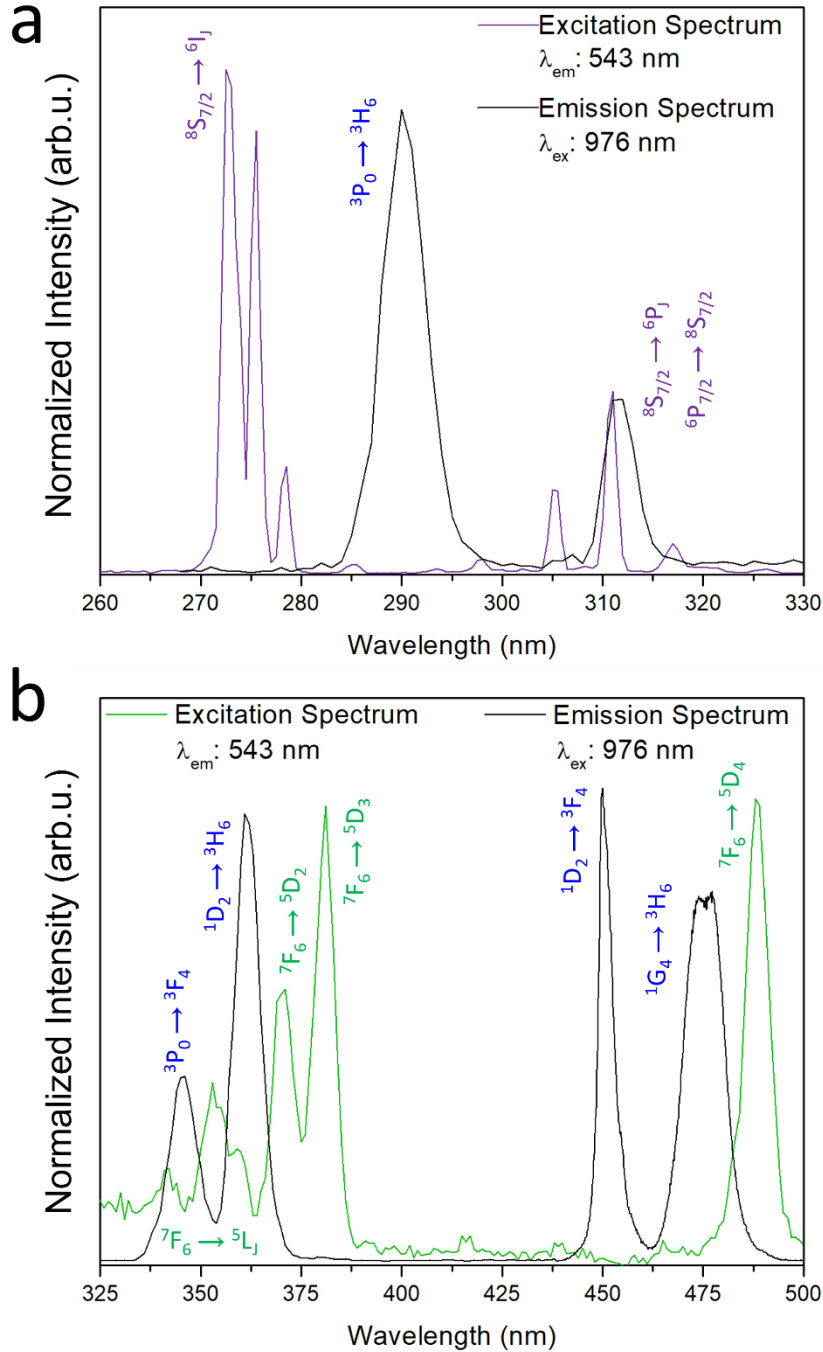 a
Excitation Spectrum
λem: 543 nm
Emission Spectrum
λex: 976 nm
⁸S7/2 → ⁶IJ
³P0 → ³H6
⁸S7/2 → ⁶PJ
⁶P7/2 → ⁸S7/2
Normalized Intensity (arb.u.)
260 270 280 290 300 310 320 330
Wavelength (nm)
b
Excitation Spectrum
λem: 543 nm
Emission Spectrum
λex: 976 nm
³P0 → ³F4
¹D2 → ³H6
⁷F6 → ⁵D2
⁷F6 → ⁵D3
¹D2 → ³F4
¹G4 → ³H6
⁷F6 → ⁵D4
⁷F6 → ⁵LJ
Normalized Intensity (arb.u.)
325 350 375 400 425 450 475 500
Wavelength (nm)